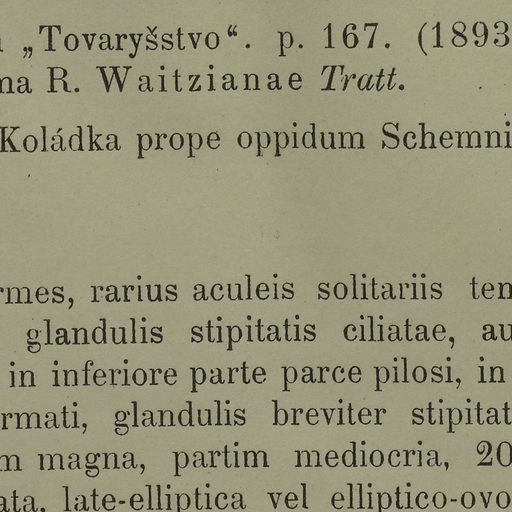 „Tovaryšstvo“. p. 167. (1893
R. Waitzianae Tratt.
Koládka prope oppidum Schemni
rmes, rarius aculeis solitariis ten
glandulis stipitatis ciliatae, au
in inferiore parte parce pilosi, in
rmati, glandulis breviter stipitat
m magna, partim mediocria, 20
ata, late-elliptica vel elliptico-ovo